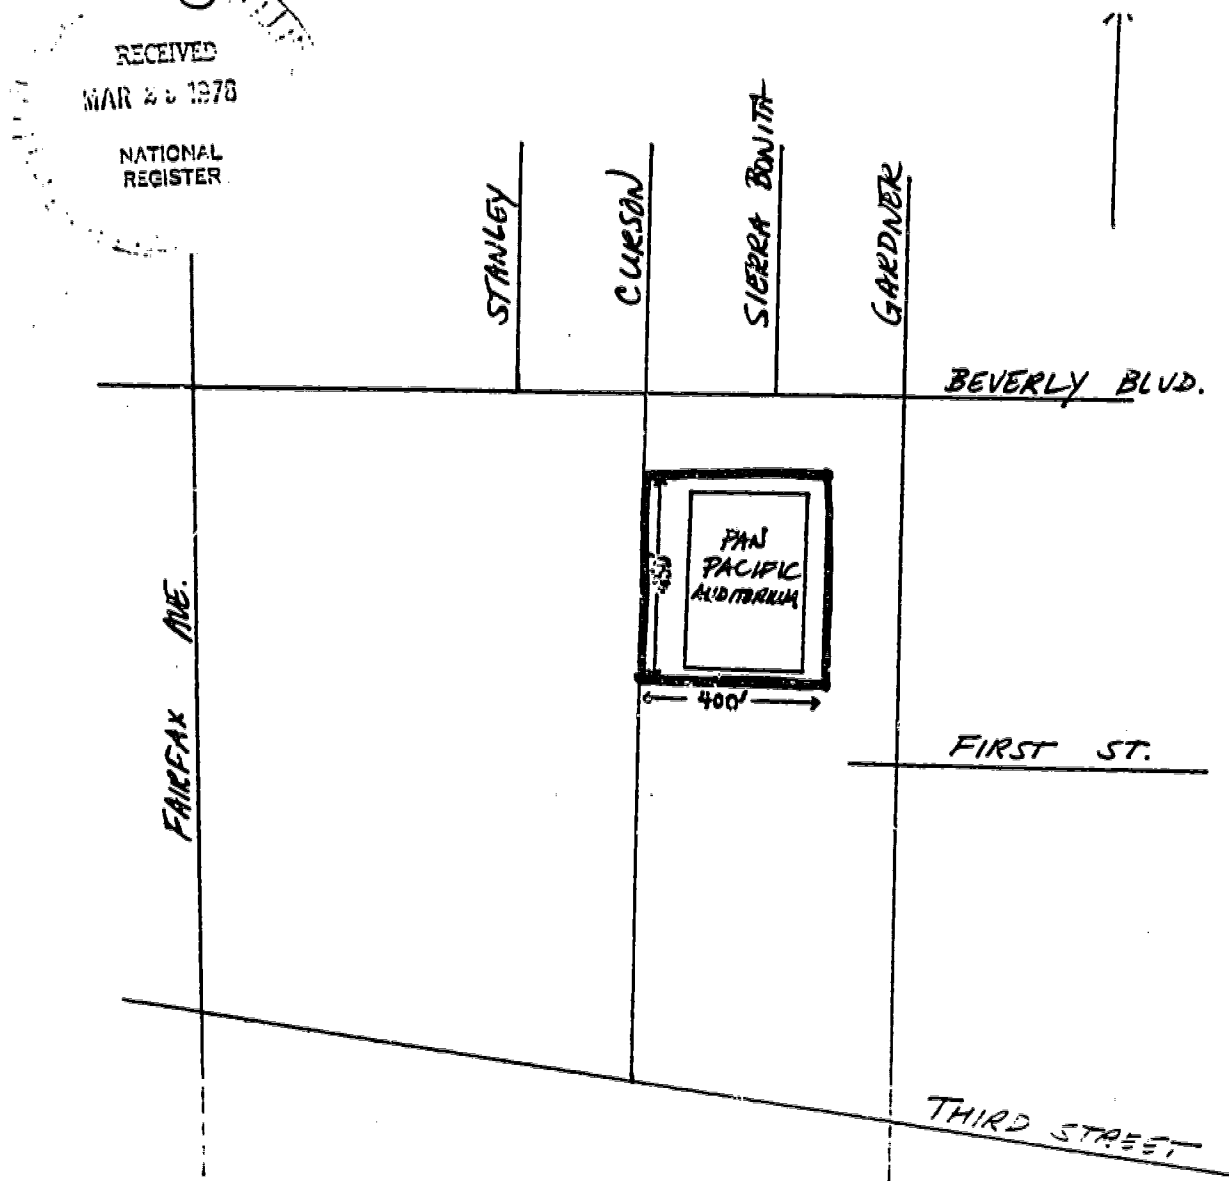 RECEIVED
MAR 1978
NATIONAL
REGISTER
STANLEY
CURSON
SIERRA BONITA
GARDNER
BEVERLY BLVD.
PAN
PACIFIC
AUDITORIUM
400'
FAIRFAX AVE.
FIRST ST.
THIRD STREET